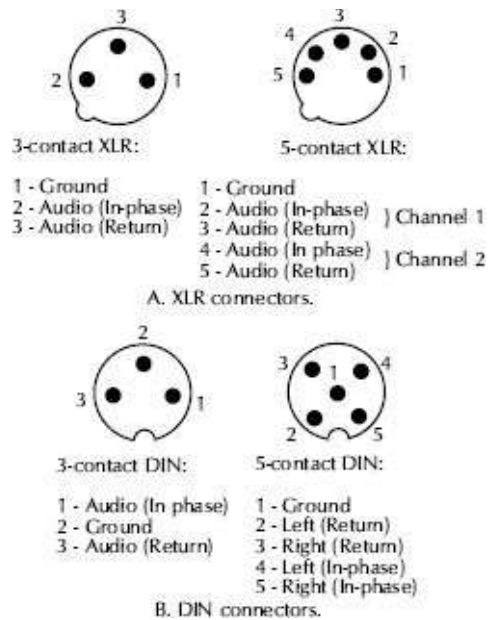 3
2
1
4
3
2
5
1
3-contact XLR:
1 - Ground
2 - Audio (In-phase)
3 - Audio (Return)
5-contact XLR:
1 - Ground
2 - Audio (In-phase)
3 - Audio (Return)
} Channel 1
4 - Audio (In phase)
5 - Audio (Return)
} Channel 2
A. XLR connectors.
2
3
1
3
4
1
2
5
3-contact DIN:
1 - Audio (In phase)
2 - Ground
3 - Audio (Return)
5-contact DIN:
1 - Ground
2 - Left (Return)
3 - Right (Return)
4 - Left (In-phase)
5 - Right (In-phase)
B. DIN connectors.